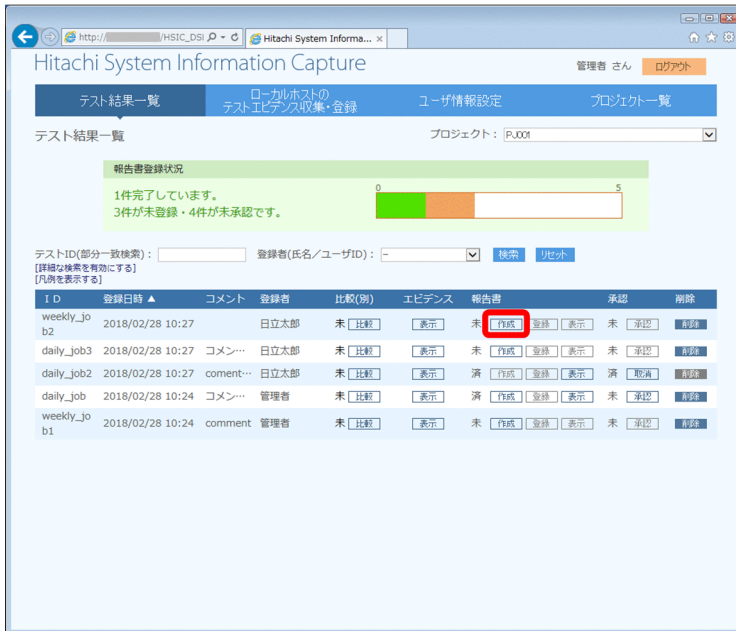 http:// /HSIC_DSI
Hitachi System Informa... ×
Hitachi System Information Capture
管理者 さん ログアウト
テスト結果一覧 ローカルホストの テストエビデンス収集・登録 ユーザ情報設定 プロジェクト一覧
テスト結果一覧 プロジェクト： PJ001
報告書登録状況
1件完了しています。
3件が未登録・4件が未承認です。
0 5
テストID(部分一致検索)： 登録者(氏名／ユーザID)： − 検索 リセット
[詳細な検索を有効にする]
[凡例を表示する]
ID 登録日時 ▲ コメント 登録者 比較(別) エビデンス 報告書 承認 削除
weekly_jo
b2 2018/02/28 10:27 日立太郎 未 比較 表示 未 作成 登録 表示 未 承認 削除
daily_job3 2018/02/28 10:27 コメン… 日立太郎 未 比較 表示 未 作成 登録 表示 未 承認 削除
daily_job2 2018/02/28 10:27 coment… 日立太郎 未 比較 表示 済 作成 登録 表示 済 取消 削除
daily_job 2018/02/28 10:24 コメン… 管理者 未 比較 表示 済 作成 登録 表示 未 承認 削除
weekly_jo
b1 2018/02/28 10:24 comment 管理者 未 比較 表示 未 作成 登録 表示 未 承認 削除